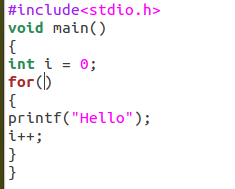 #include<stdio.h>
void main()
{
int i = 0;
for()
{
printf("Hello");
i++;
}
}